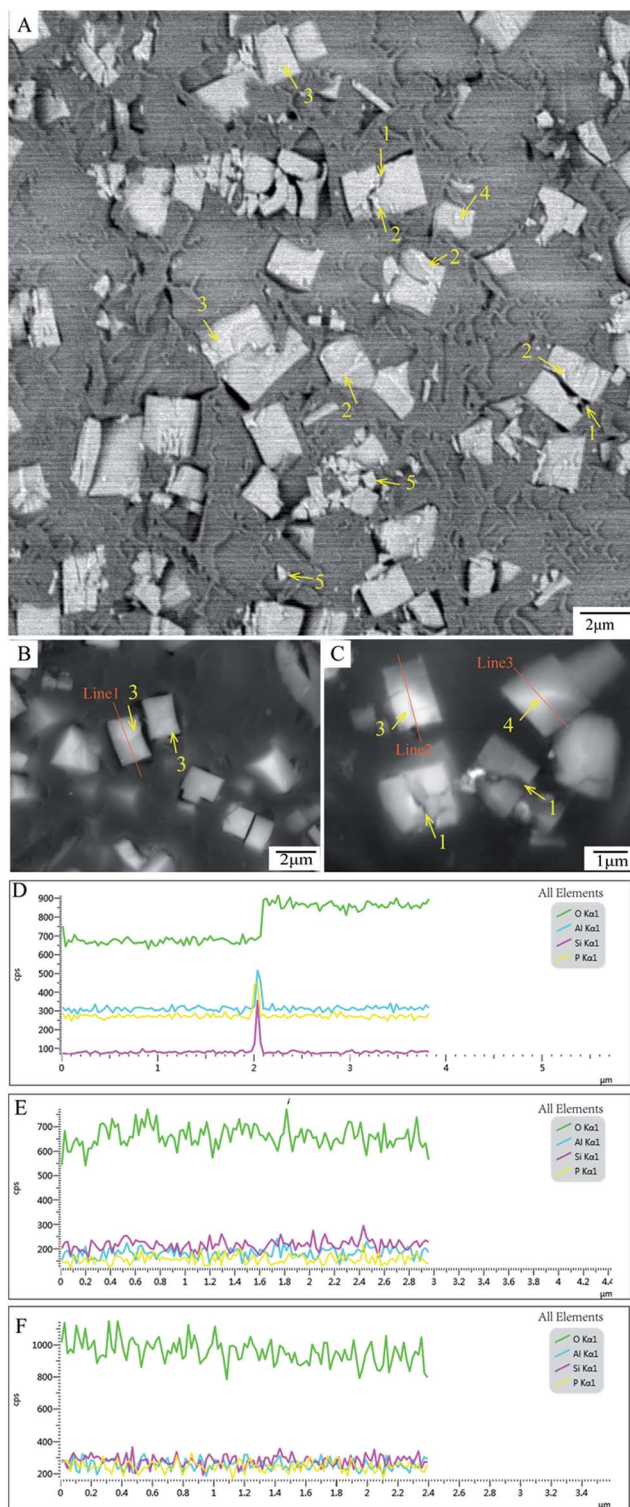 A
3
1
4
2
2
3
2
2
1
5
5
2μm
B
Line1
3
3
2μm
C
Line3
3
4
Line2
1
1
1μm
D
All Elements
O Kα1
Al Kα1
Si Kα1
P Kα1
cps
900
800
700
600
500
400
300
200
100
0 1 2 3 4 5
μm
E
All Elements
O Kα1
Al Kα1
Si Kα1
P Kα1
cps
700
600
500
400
300
200
0 0.2 0.4 0.6 0.8 1 1.2 1.4 1.6 1.8 2 2.2 2.4 2.6 2.8 3 3.2 3.4 3.6 3.8 4 4.2 4.4
μm
F
All Elements
O Kα1
Al Kα1
Si Kα1
P Kα1
cps
1000
800
600
400
200
0 0.2 0.4 0.6 0.8 1 1.2 1.4 1.6 1.8 2 2.2 2.4 2.6 2.8 3 3.2 3.4
μm